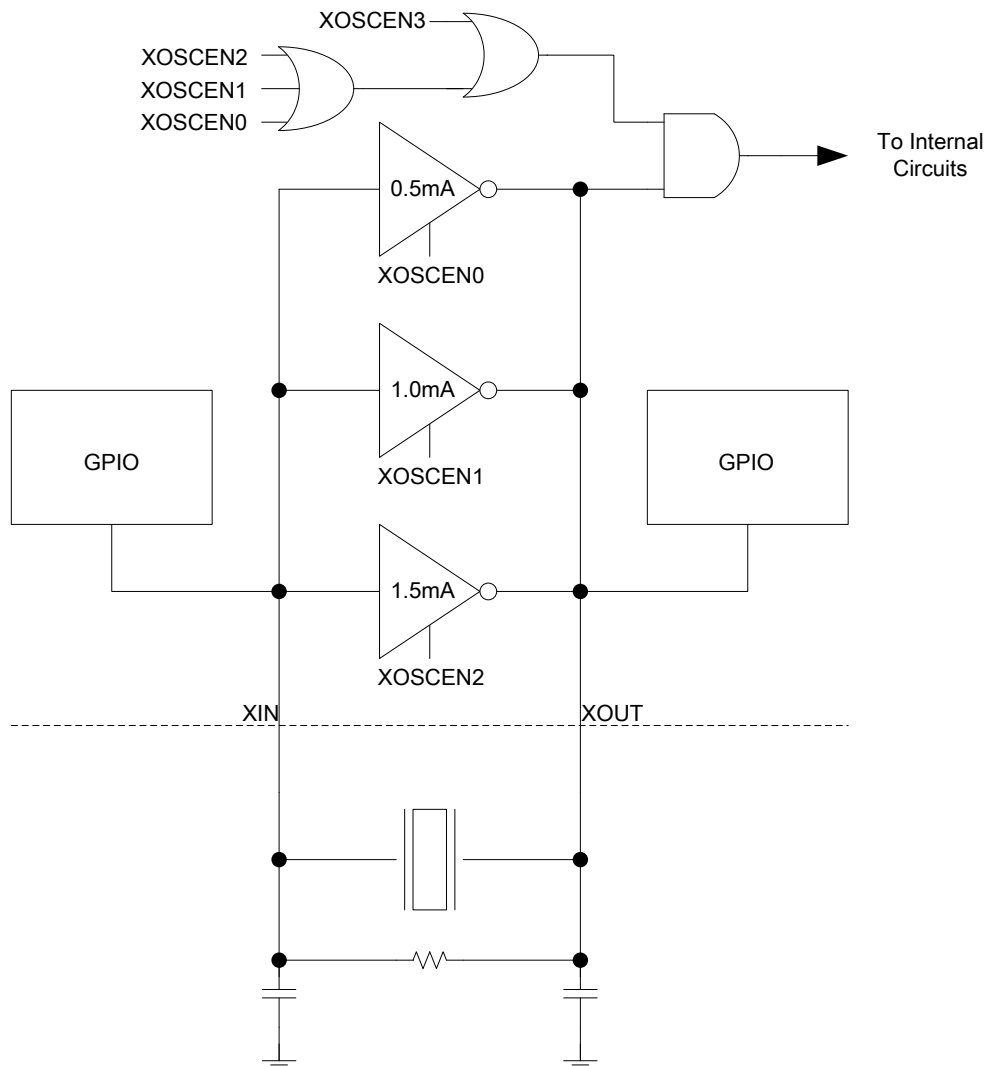 XOSCEN3
XOSCEN2
XOSCEN1
XOSCEN0
To Internal
Circuits
0.5mA
XOSCEN0
1.0mA
GPIO
GPIO
XOSCEN1
1.5mA
XOSCEN2
XIN
XOUT